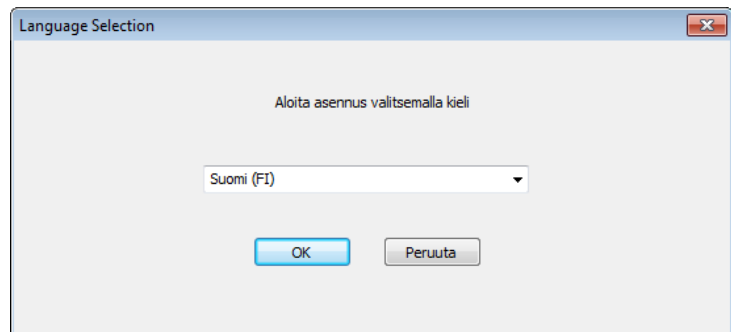 Language Selection
Aloita asennus valitsemalla kieli
Suomi (FI)
OK
Peruuta